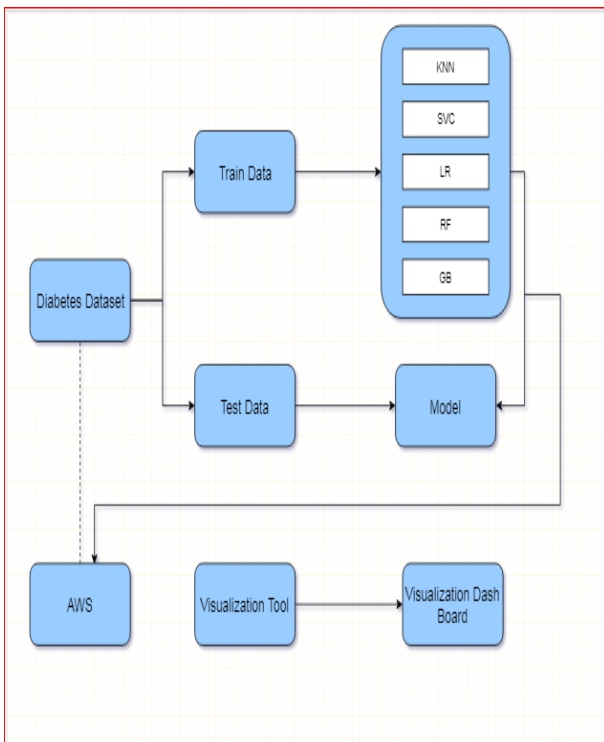 KNN
SVC
LR
RF
GB
Train Data
Diabetes Dataset
Test Data
Model
AWS
Visualization Tool
Visualization Dash
Board